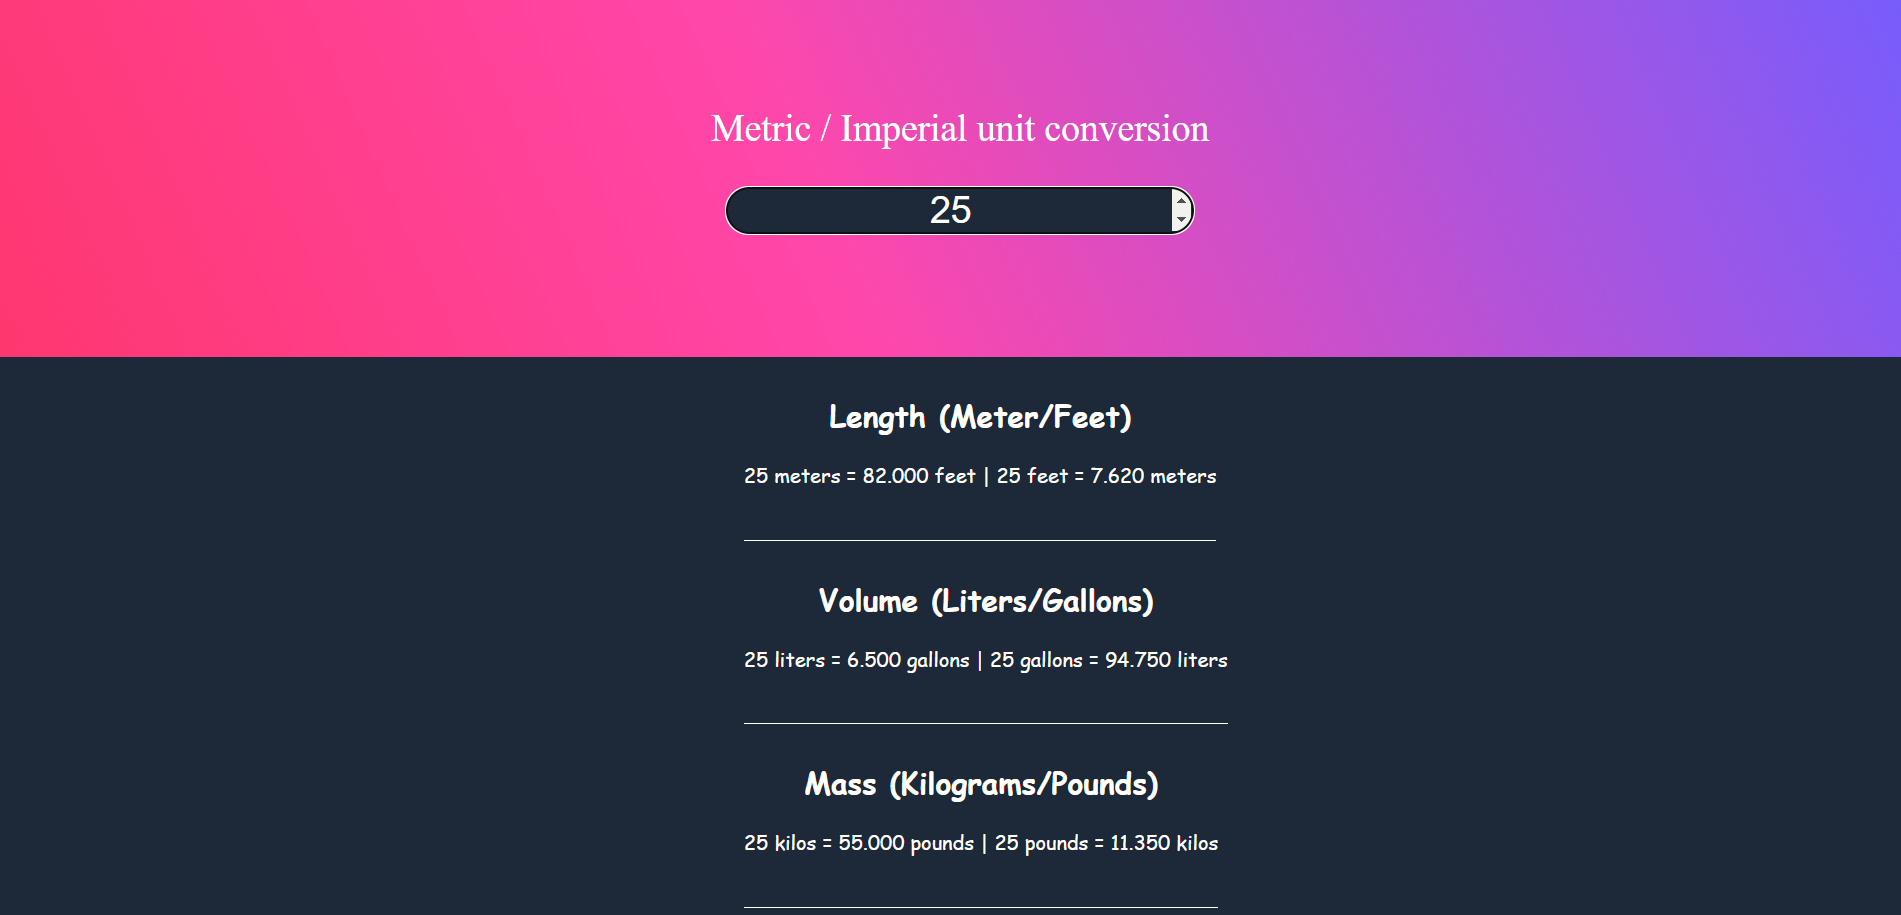 Metric / Imperial unit conversion
25
Length (Meter/Feet)
25 meters = 82.000 feet | 25 feet = 7.620 meters
Volume (Liters/Gallons)
25 liters = 6.500 gallons | 25 gallons = 94.750 liters
Mass (Kilograms/Pounds)
25 kilos = 55.000 pounds | 25 pounds = 11.350 kilos